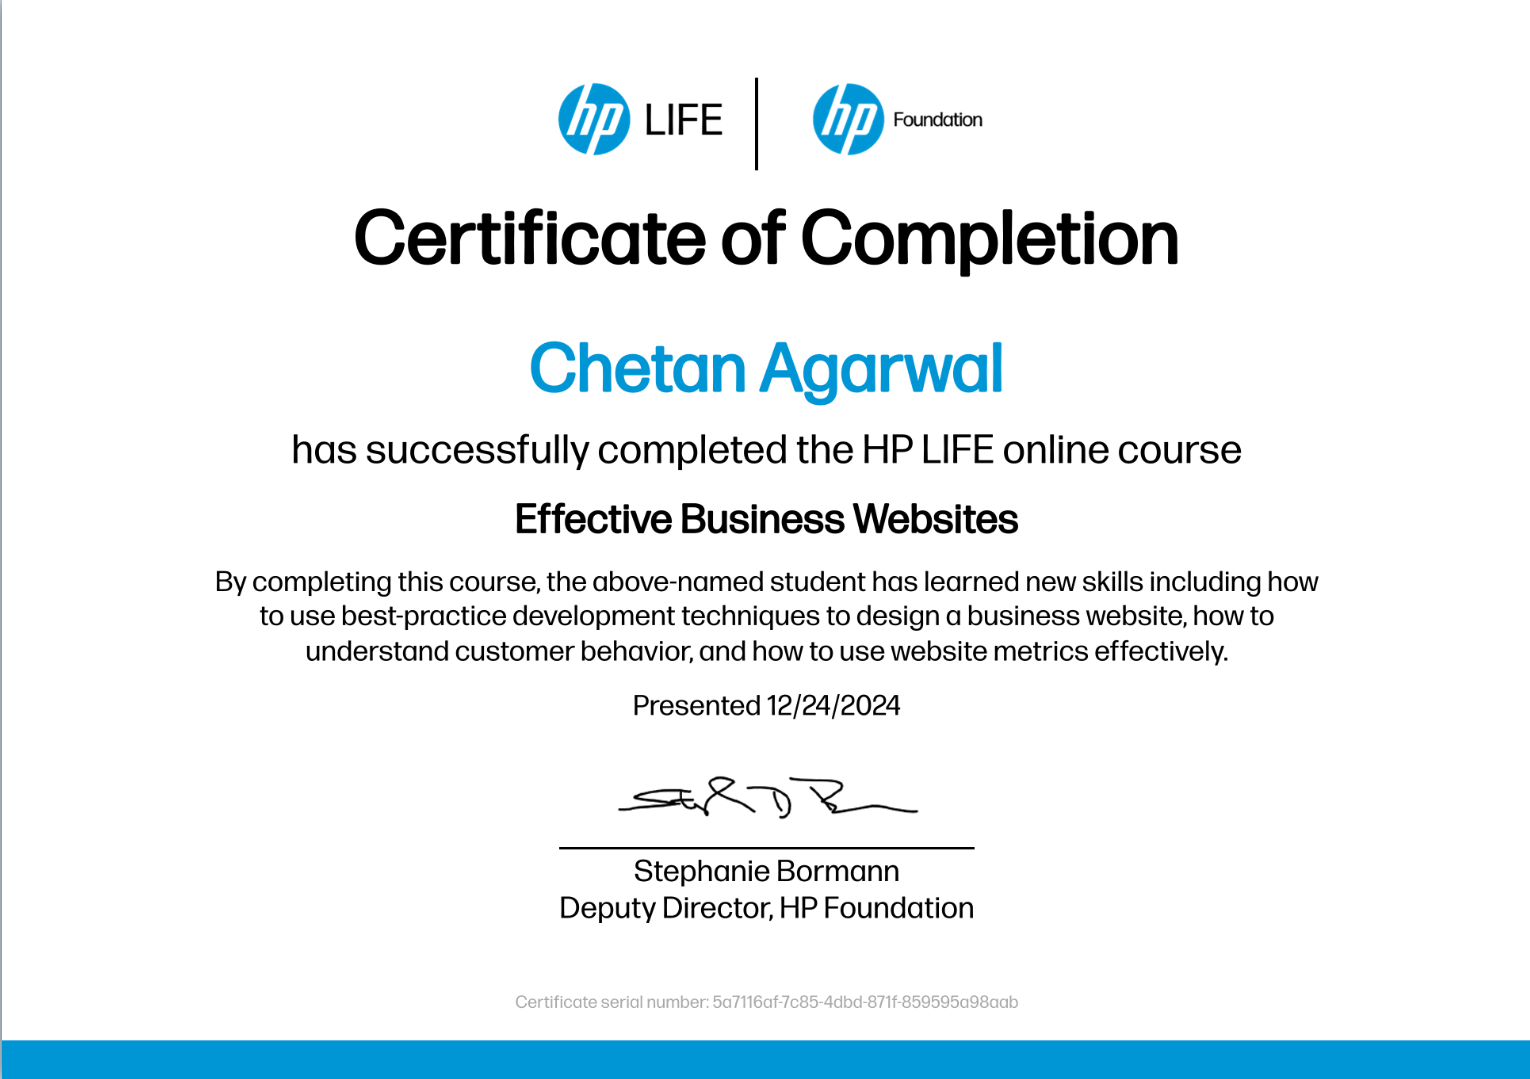 hp LIFE
hp Foundation
Certificate of Completion
Chetan Agarwal
has successfully completed the HP LIFE online course
Effective Business Websites
By completing this course, the above-named student has learned new skills including how
to use best-practice development techniques to design a business website, how to
understand customer behavior, and how to use website metrics effectively.
Presented 12/24/2024
Stephanie Bormann
Deputy Director, HP Foundation
Certificate serial number: 5a7116af-7c85-4dbd-871f-859595a98aab